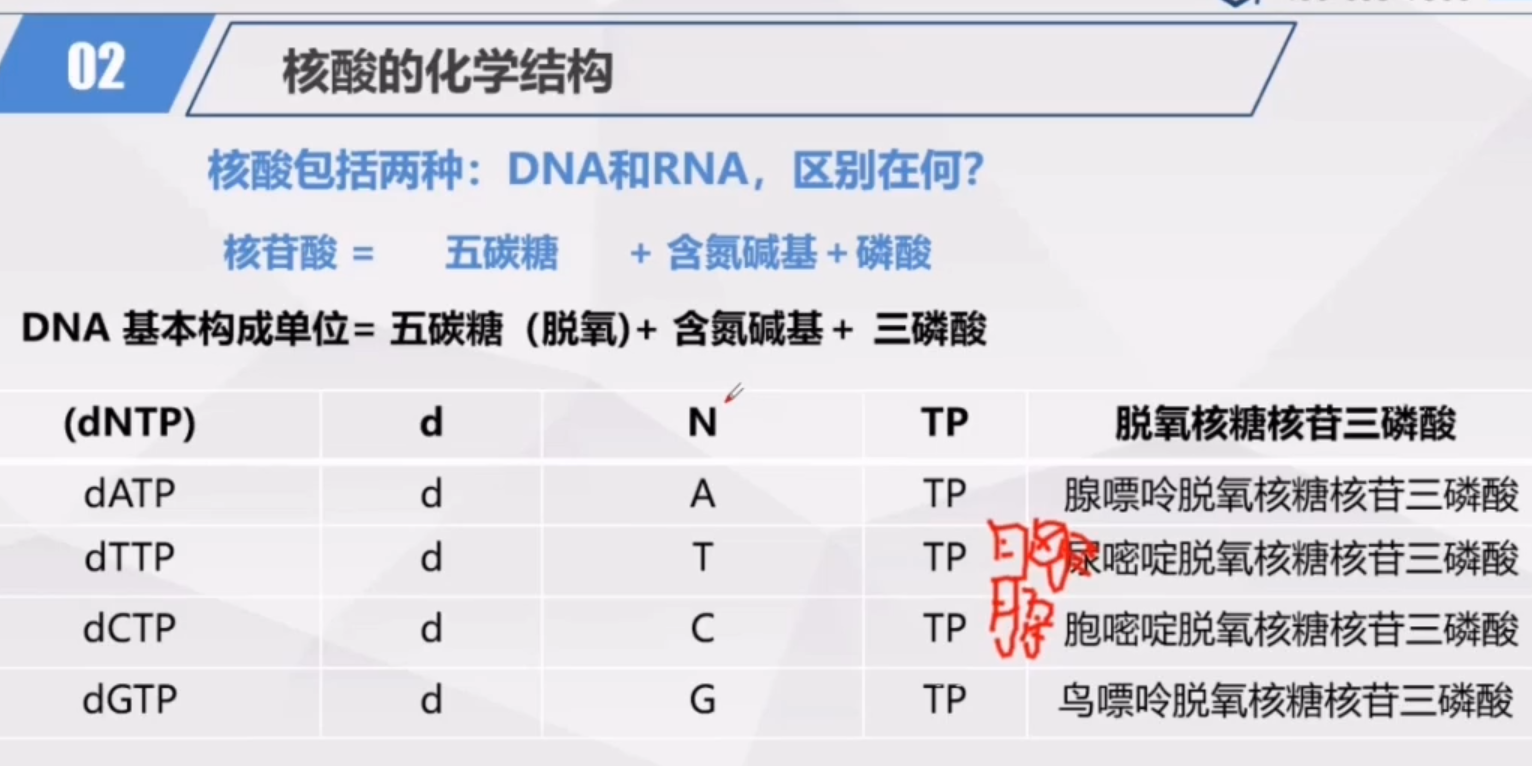 02 核酸的化学结构
核酸包括两种：DNA和RNA，区别在何？
核苷酸 = 五碳糖 + 含氮碱基 + 磷酸
DNA 基本构成单位= 五碳糖 (脱氧)+ 含氮碱基 + 三磷酸
(dNTP) d N TP 脱氧核糖核苷三磷酸
dATP d A TP 腺嘌呤脱氧核糖核苷三磷酸
dTTP d T TP 尿嘧啶脱氧核糖核苷三磷酸
dCTP d C TP 胞嘧啶脱氧核糖核苷三磷酸
dGTP d G TP 鸟嘌呤脱氧核糖核苷三磷酸